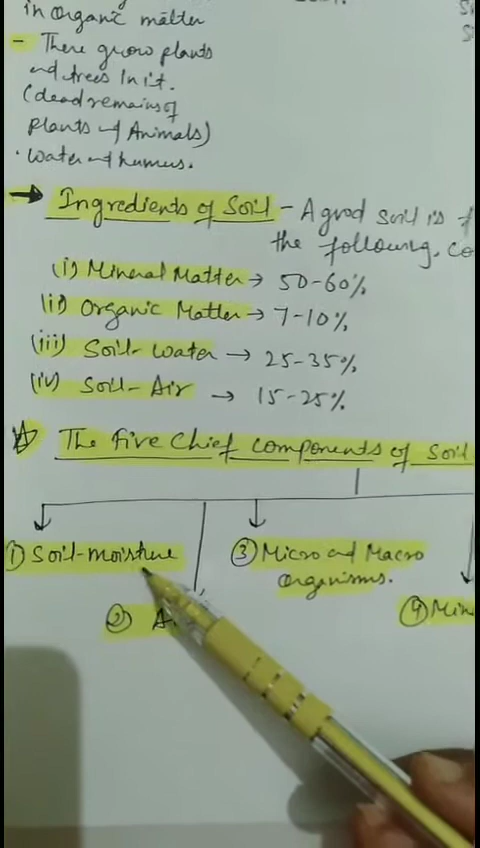 in organic matter
- There grow plants
and trees in it.
(dead remains of
plants and Animals)
· Water and humus.
→ Ingredients of Soil - A good soil is
the following, co
(i) Mineral Matter → 50-60%
(ii) Organic Matter → 7-10%
(iii) Soil-Water → 25-35%
(iv) Soil-Air → 15-25%
The Five Chief components of Soil
① Soil-moisture
③ Micro and Macro
Organisms.
② A
④ Min